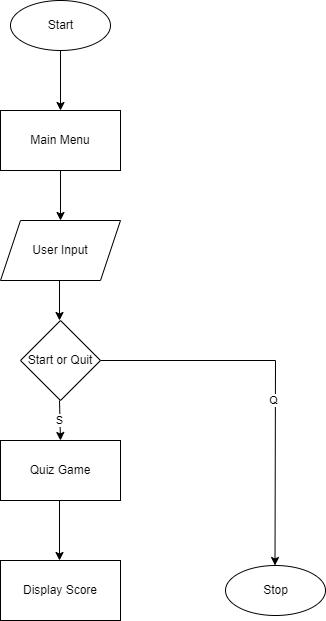 Start
Main Menu
User Input
Start or Quit
Q
S
Quiz Game
Display Score
Stop